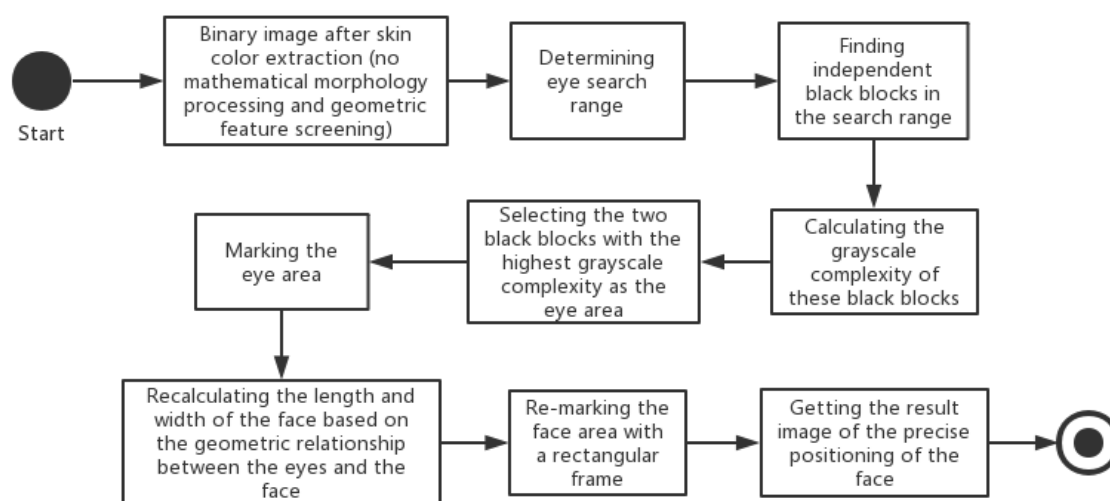 Start
Binary image after skin
color extraction (no
mathematical morphology
processing and geometric
feature screening)
Determining
eye search
range
Finding
independent
black blocks in
the search range
Calculating the
grayscale
complexity of
these black blocks
Selecting the two
black blocks with the
highest grayscale
complexity as the
eye area
Marking the
eye area
Recalculating the length and
width of the face based on
the geometric relationship
between the eyes and the
face
Re-marking the
face area with
a rectangular
frame
Getting the result
image of the precise
positioning of the
face